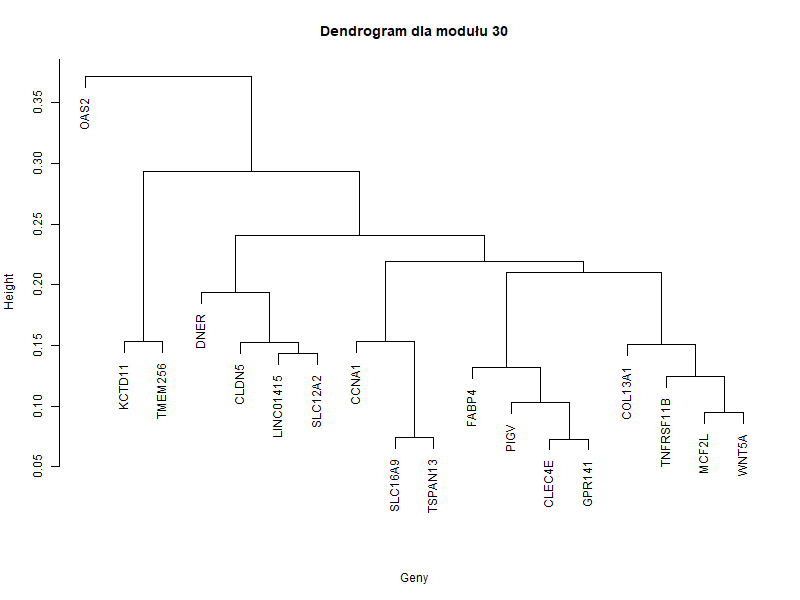 Dendrogram dla modułu 30
Height
0.35
0.30
0.25
0.20
0.15
0.10
0.05
OAS2
KCTD11
TMEM256
DNER
CLDN5
LINC01415
SLC12A2
CCNA1
SLC16A9
TSPAN13
FABP4
PIGV
CLEC4E
GPR141
COL13A1
TNFRSF11B
MCF2L
WNT5A
Geny